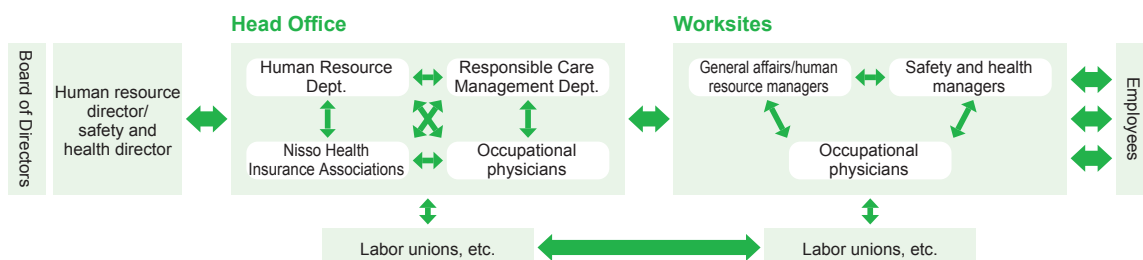 Board of Directors
Human resource
director/
safety and
health director
Head Office
Human Resource
Dept.
Responsible Care
Management Dept.
Nisso Health
Insurance Associations
Occupational
physicians
Labor unions, etc.
Worksites
General affairs/human
resource managers
Safety and health
managers
Occupational
physicians
Labor unions, etc.
Employees